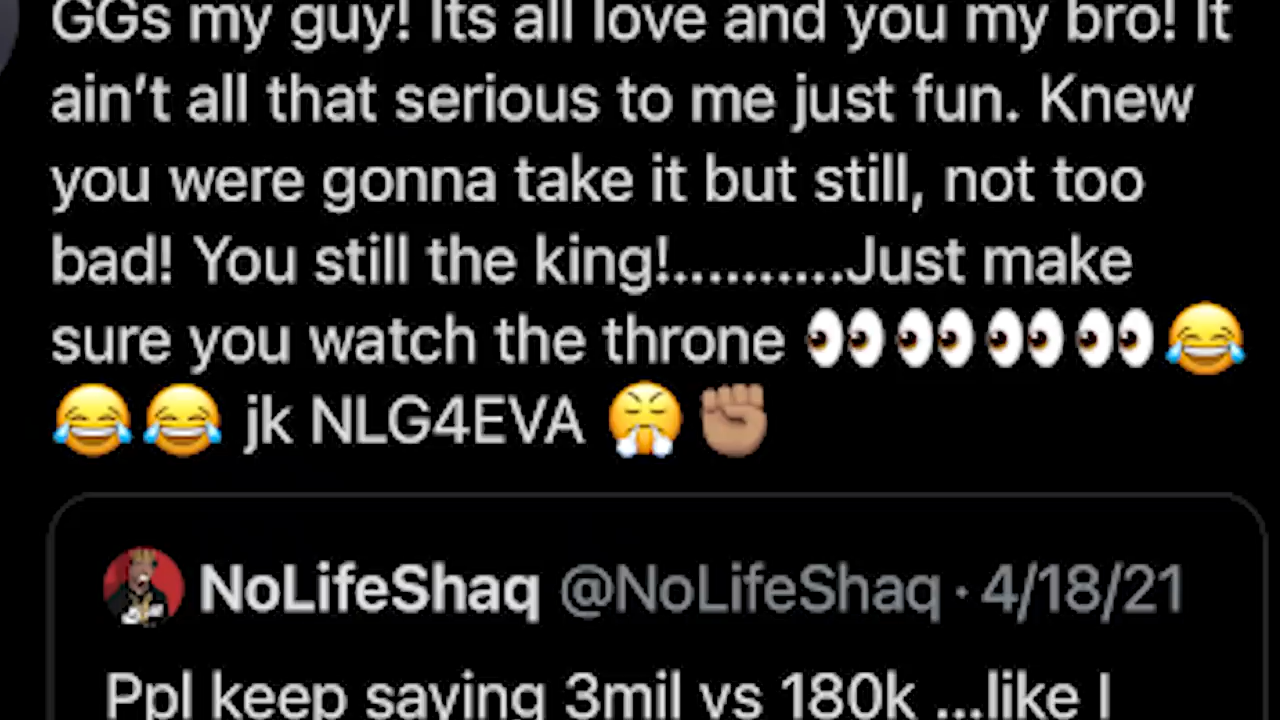 GGs my guy! Its all love and you my bro! It
ain’t all that serious to me just fun. Knew
you were gonna take it but still, not too
bad! You still the king!..........Just make
sure you watch the throne 👀👀👀👀😂
😂😂 jk NLG4EVA 😤✊🏽
NoLifeShaq @NoLifeShaq · 4/18/21
Ppl keep saying 3mil vs 180k ...like I